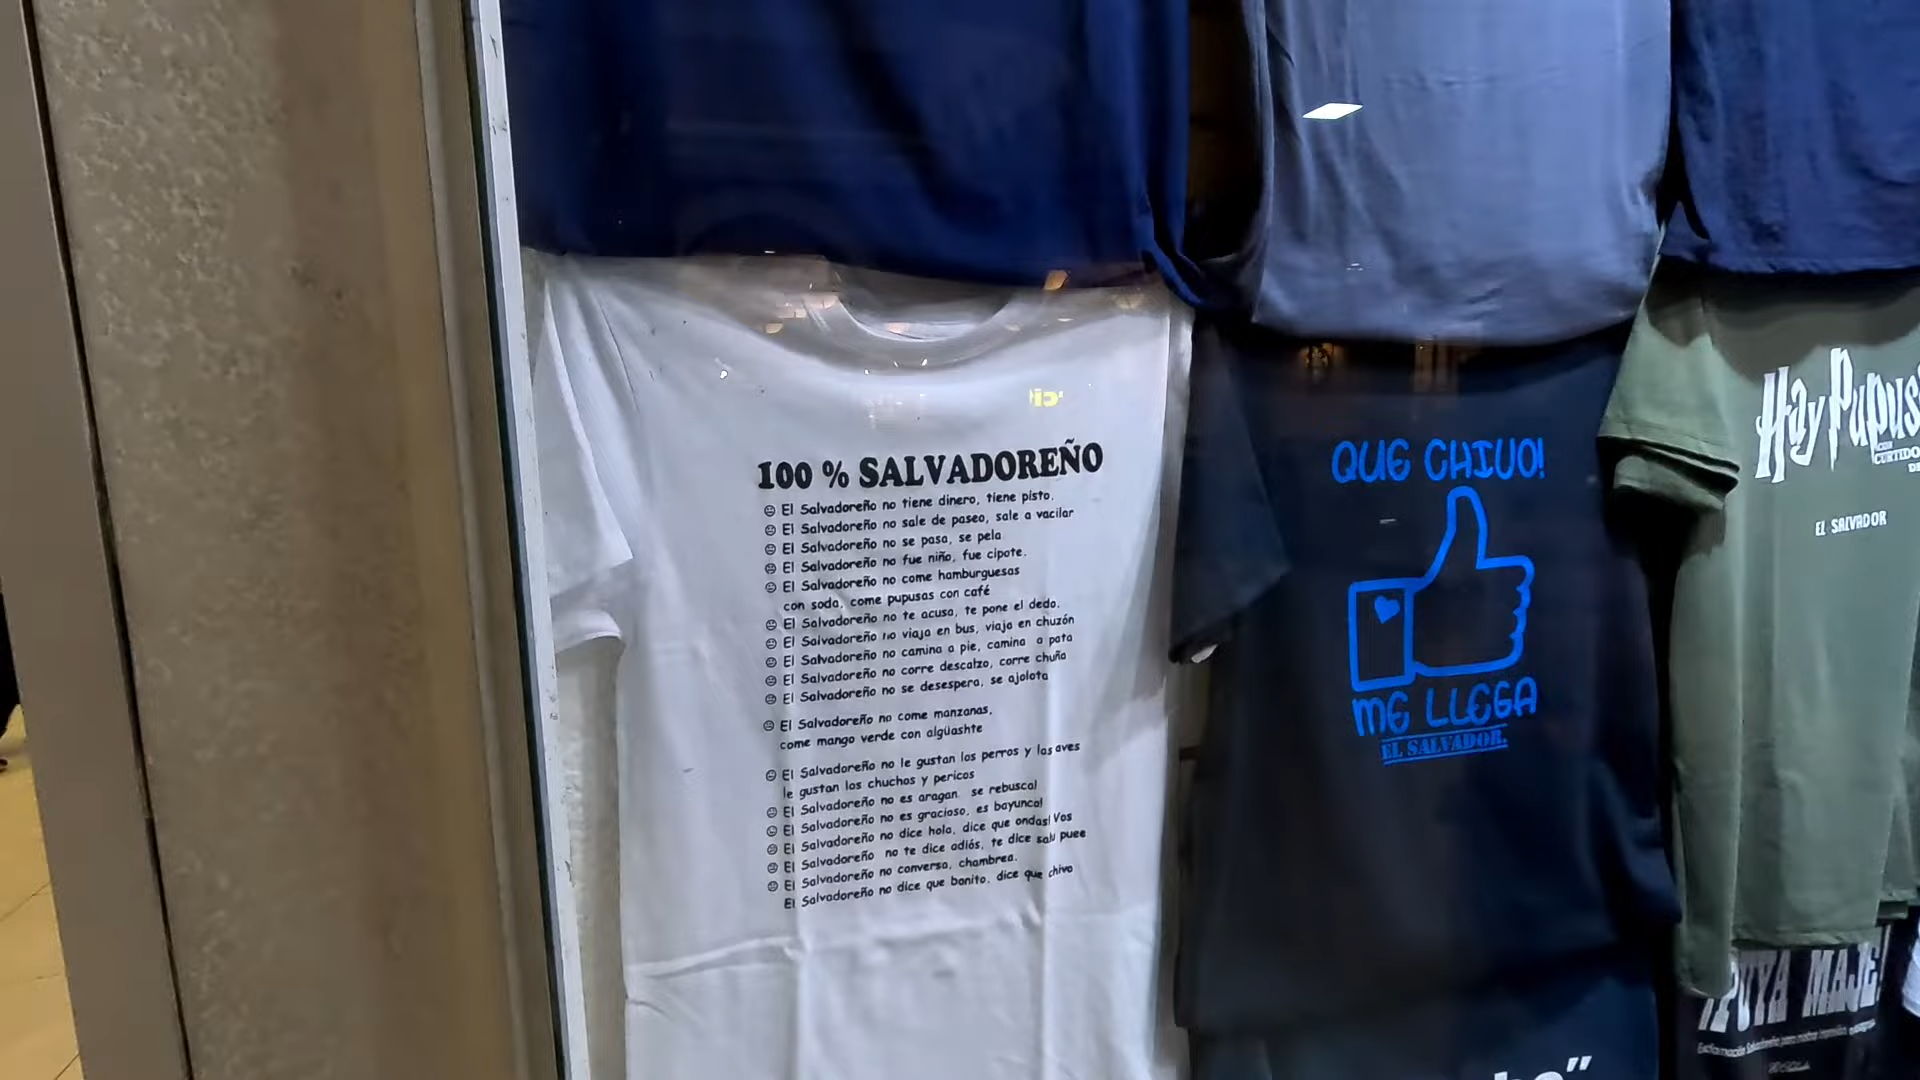 100 % SALVADOREÑO
El Salvadoreño no tiene dinero, tiene pisto.
El Salvadoreño no sale de paseo, sale a vacilar
El Salvadoreño no se pasa, se pela
El Salvadoreño no fue niño, fue cipote.
El Salvadoreño no come hamburguesas
con soda, come pupusas con café
El Salvadoreño no te acusa, te pone el dedo.
El Salvadoreño no viaja en bus, viaja en chuzón
El Salvadoreño no camina a pie, camina a pata
El Salvadoreño no corre descalzo, corre chuña
El Salvadoreño no se desespera, se ajolota
El Salvadoreño no come manzanas,
come mango verde con algüashte
El Salvadoreño no le gustan los perros y las aves
le gustan los chuchos y pericos
El Salvadoreño no es aragan se rebusca!
El Salvadoreño no es gracioso, es bayunco!
El Salvadoreño no dice hola, dice que ondas! Vos
El Salvadoreño no te dice adiós, te dice salú puee
El Salvadoreño no conversa, chambrea.
El Salvadoreño no dice que bonito, dice que chivo
QUE CHIVO!
ME LLEGA
EL SALVADOR.
Hay Pupus
CURTIDO
EL SALVADOR
¡PUYA MAJE!